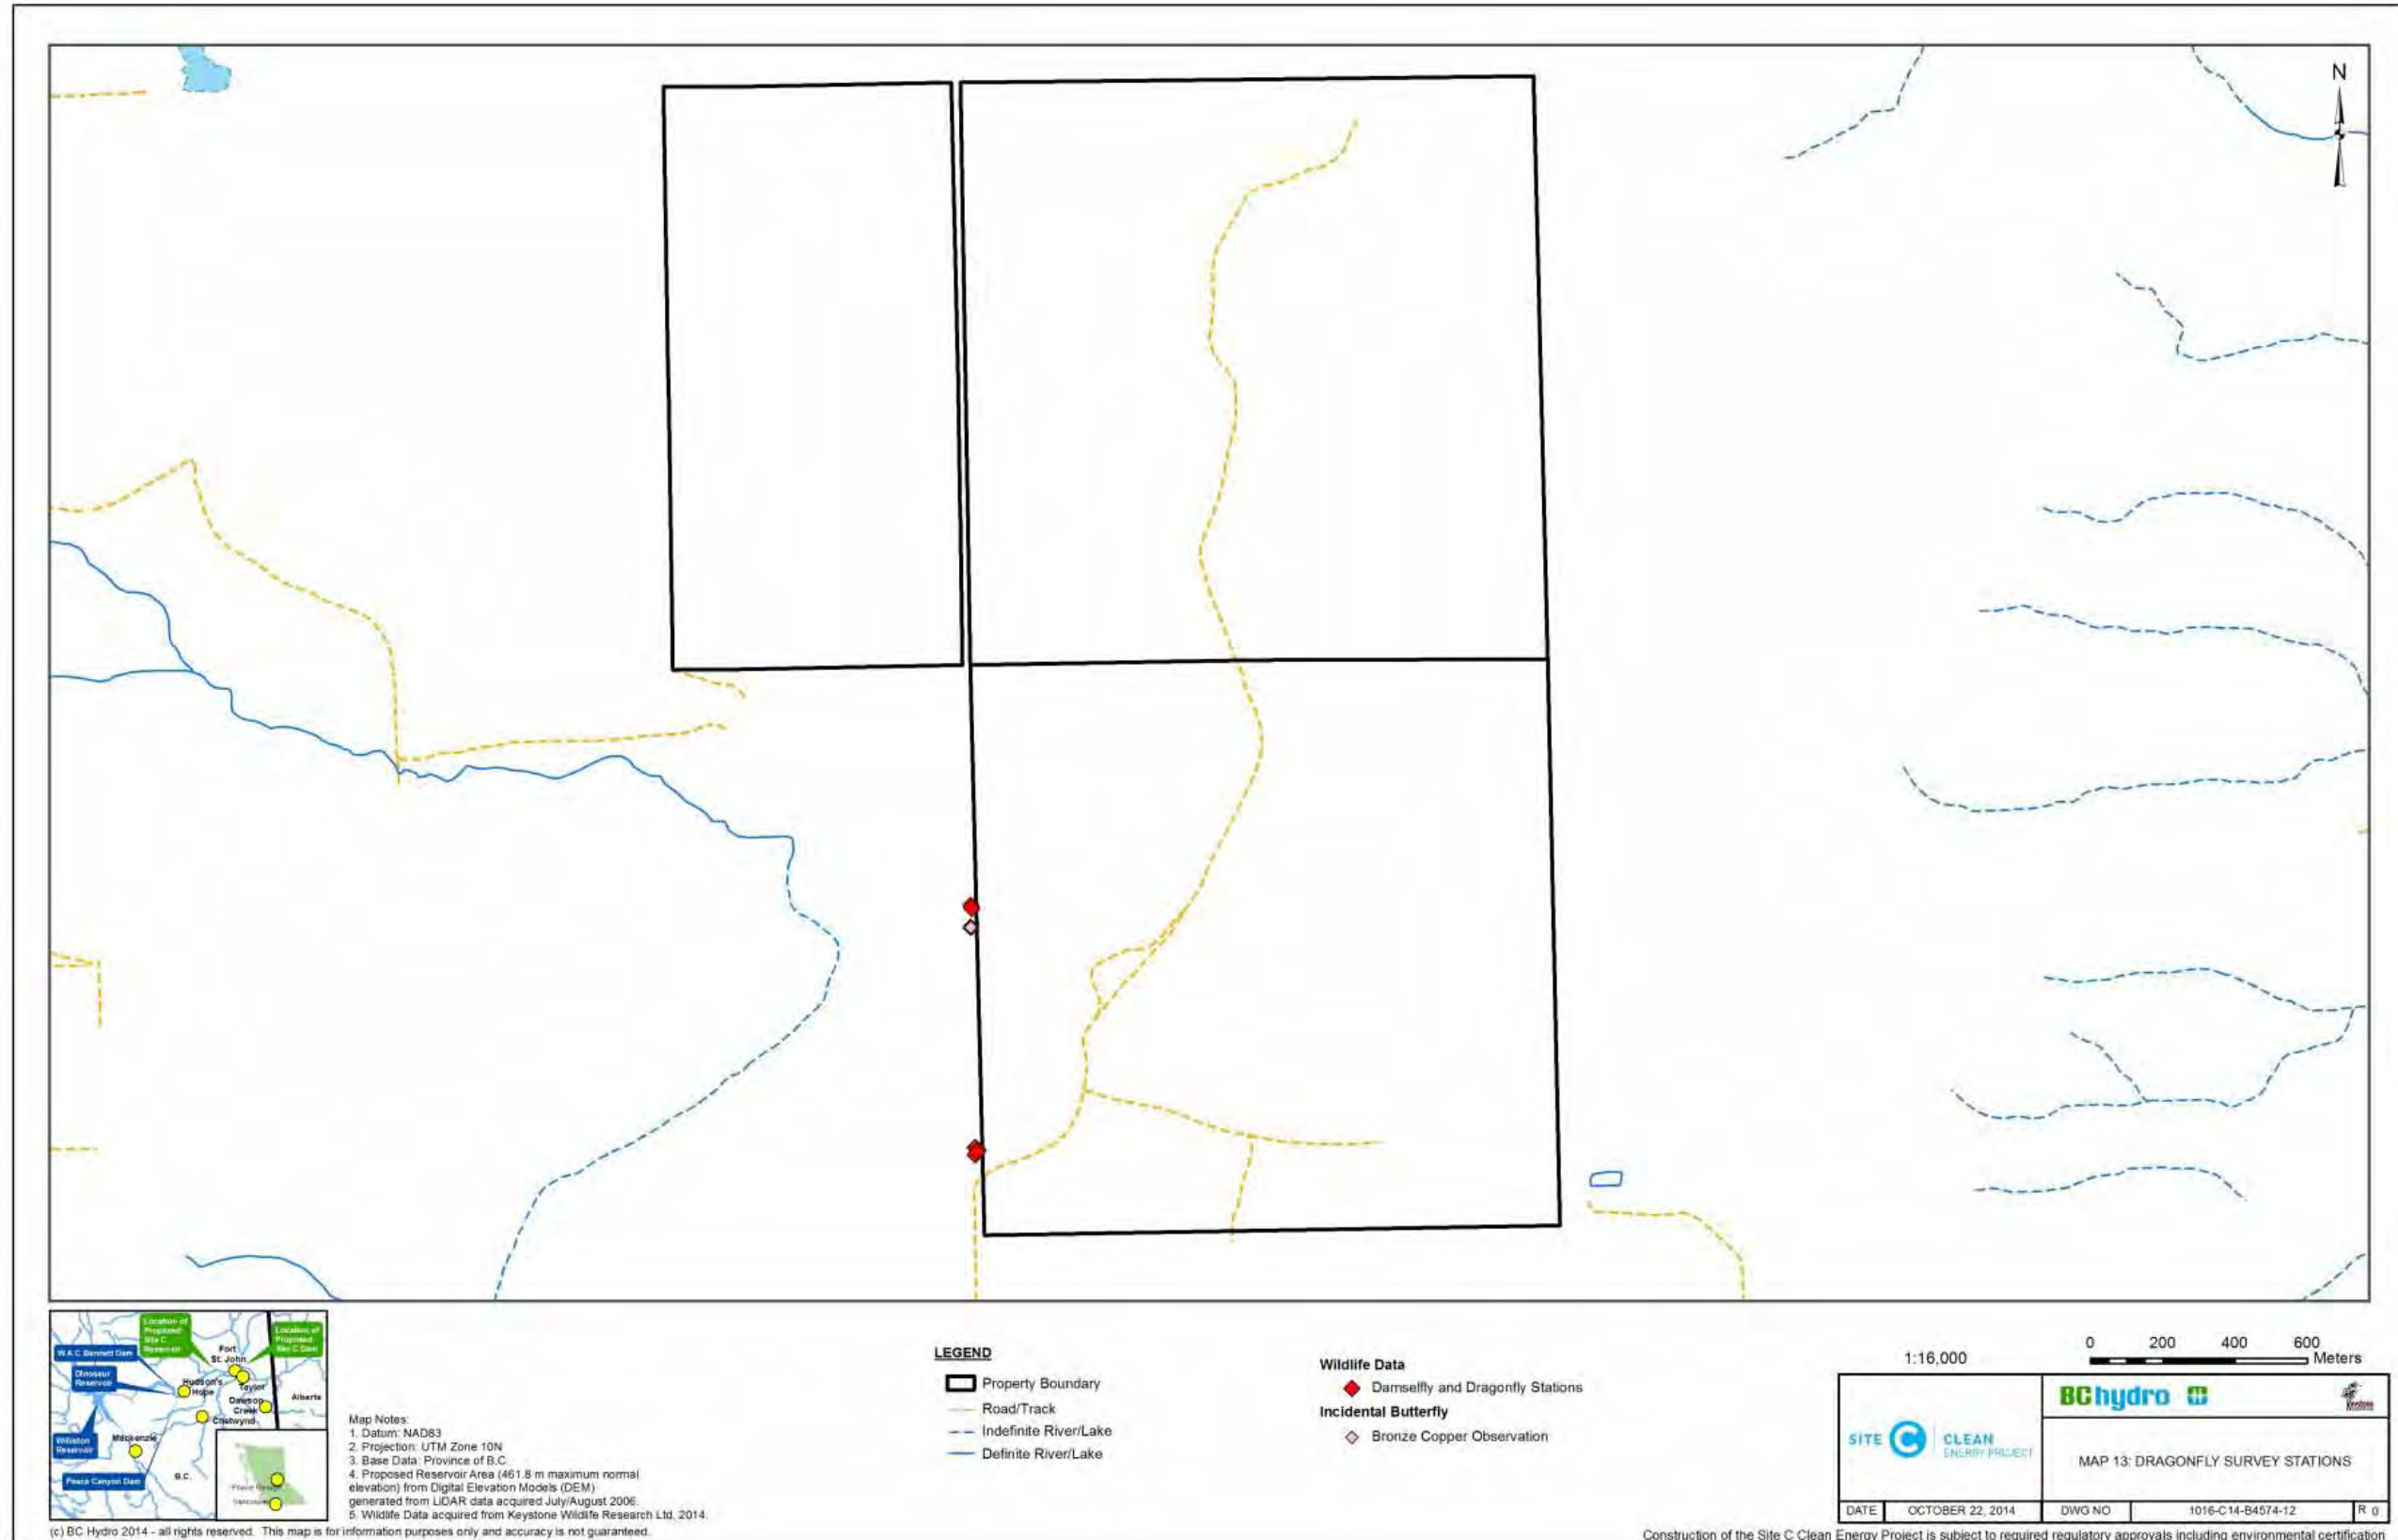 N
Location of
Proposed
Site C
Reservoir
Location of
Proposed
Site C Dam
W.A.C Bennett Dam
Fort
St. John
Dinosaur
Reservoir
Hudson's
Hope
Taylor
Dawson
Creek
Alberta
Chetwynd
Williston
Reservoir
Mackenzie
Peace Canyon Dam
B.C.
Prince George
Vancouver
Map Notes:
1. Datum: NAD83
2. Projection: UTM Zone 10N
3. Base Data: Province of B.C.
4. Proposed Reservoir Area (461.8 m maximum normal
elevation) from Digital Elevation Models (DEM)
generated from LiDAR data acquired July/August 2006.
5. Wildlife Data acquired from Keystone Wildlife Research Ltd, 2014.
(c) BC Hydro 2014 - all rights reserved. This map is for information purposes only and accuracy is not guaranteed.
LEGEND
Property Boundary
Road/Track
Indefinite River/Lake
Definite River/Lake
Wildlife Data
Damselfly and Dragonfly Stations
Incidental Butterfly
Bronze Copper Observation
1:16,000
0 200 400 600
Meters
SITE C CLEAN
ENERGY PROJECT
BC hydro
Keystone
MAP 13: DRAGONFLY SURVEY STATIONS
DATE OCTOBER 22, 2014 DWG NO 1016-C14-B4574-12 R 0
Construction of the Site C Clean Energy Project is subject to required regulatory approvals including environmental certification